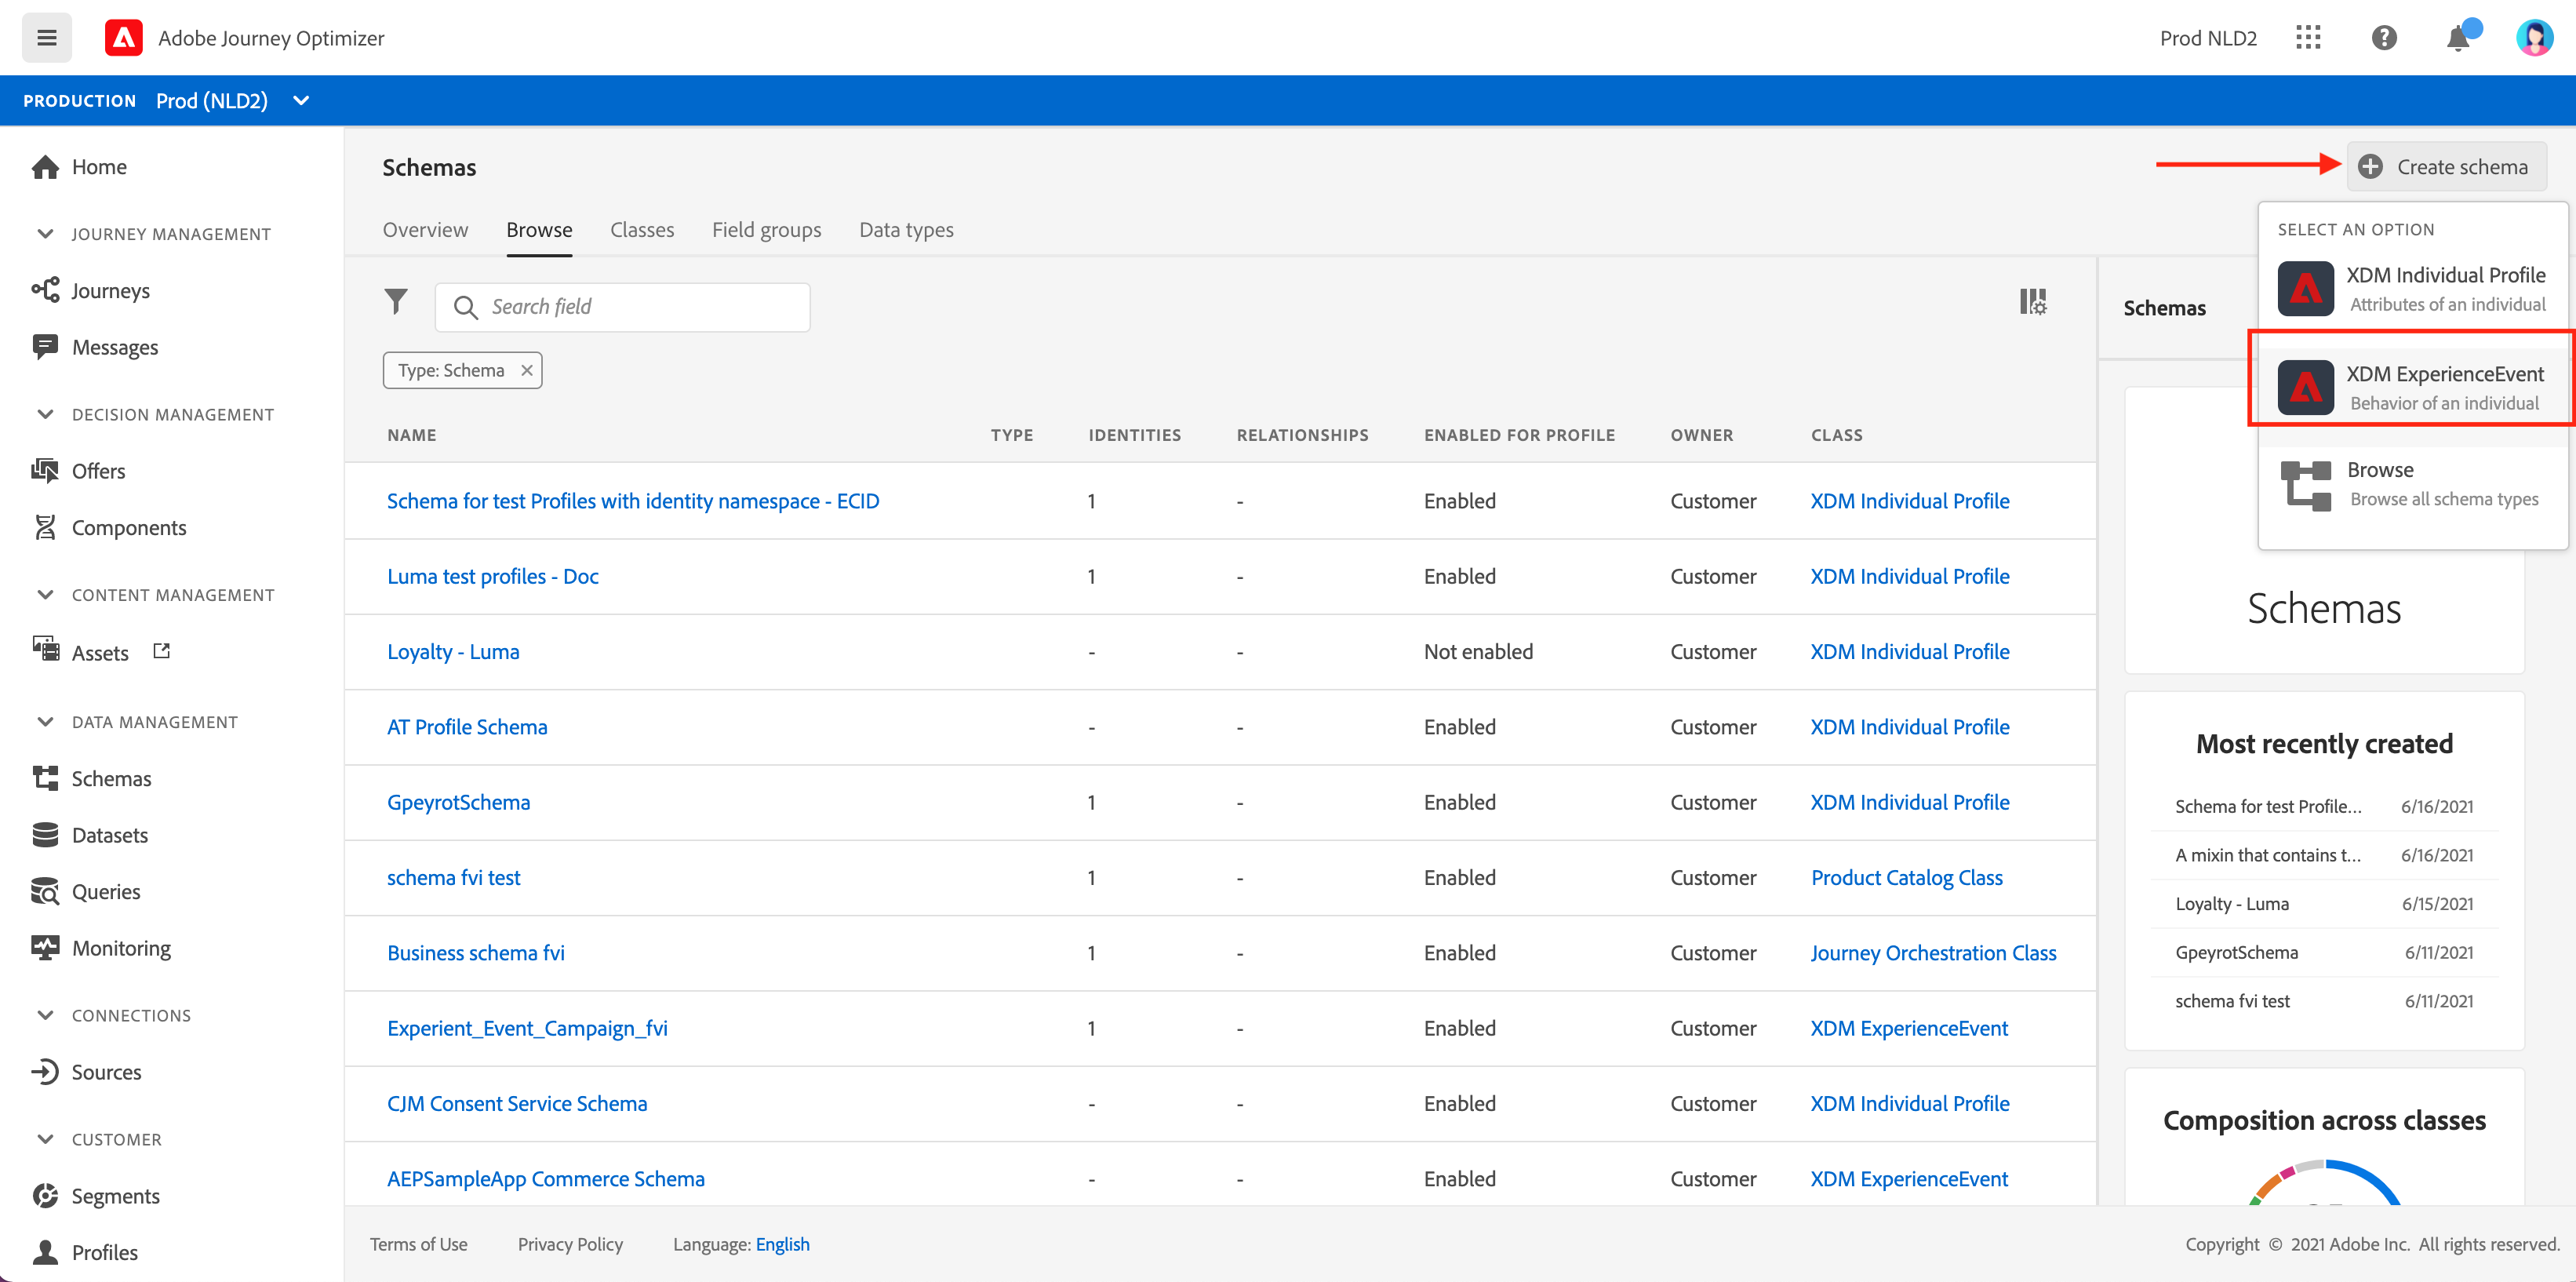 Adobe Journey Optimizer
Prod NLD2
PRODUCTION Prod (NLD2)
Home
JOURNEY MANAGEMENT
Journeys
Messages
DECISION MANAGEMENT
Offers
Components
CONTENT MANAGEMENT
Assets
DATA MANAGEMENT
Schemas
Datasets
Queries
Monitoring
CONNECTIONS
Sources
CUSTOMER
Segments
Profiles
Schemas
Create schema
Overview Browse Classes Field groups Data types
Search field
Type: Schema
NAME TYPE IDENTITIES RELATIONSHIPS ENABLED FOR PROFILE OWNER CLASS
Schema for test Profiles with identity namespace - ECID 1 - Enabled Customer XDM Individual Profile
Luma test profiles - Doc 1 - Enabled Customer XDM Individual Profile
Loyalty - Luma - - Not enabled Customer XDM Individual Profile
AT Profile Schema - - Enabled Customer XDM Individual Profile
GpeyrotSchema 1 - Enabled Customer XDM Individual Profile
schema fvi test 1 - Enabled Customer Product Catalog Class
Business schema fvi 1 - Enabled Customer Journey Orchestration Class
Experient_Event_Campaign_fvi 1 - Enabled Customer XDM ExperienceEvent
CJM Consent Service Schema - - Enabled Customer XDM Individual Profile
AEPSampleApp Commerce Schema - - Enabled Customer XDM ExperienceEvent
SELECT AN OPTION
XDM Individual Profile
Attributes of an individual
XDM ExperienceEvent
Behavior of an individual
Browse
Browse all schema types
Schemas
Schemas
Most recently created
Schema for test Profile... 6/16/2021
A mixin that contains t... 6/16/2021
Loyalty - Luma 6/15/2021
GpeyrotSchema 6/11/2021
schema fvi test 6/11/2021
Composition across classes
Terms of Use Privacy Policy Language: English
Copyright © 2021 Adobe Inc. All rights reserved.